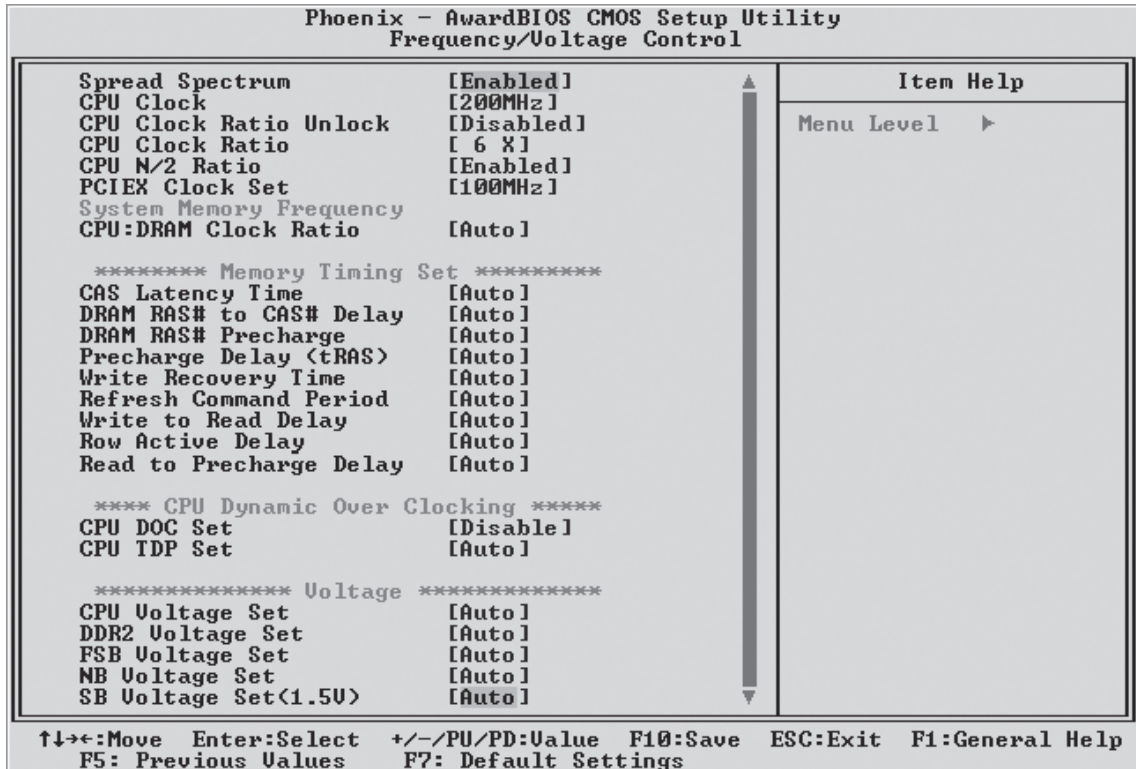 Phoenix - AwardBIOS CMOS Setup Utility
Frequency/Voltage Control
Spread Spectrum [Enabled]
CPU Clock [200MHz]
CPU Clock Ratio Unlock [Disabled]
CPU Clock Ratio [ 6 X]
CPU N/2 Ratio [Enabled]
PCIEX Clock Set [100MHz]
System Memory Frequency
CPU:DRAM Clock Ratio [Auto]
******** Memory Timing Set *********
CAS Latency Time [Auto]
DRAM RAS# to CAS# Delay [Auto]
DRAM RAS# Precharge [Auto]
Precharge Delay (tRAS) [Auto]
Write Recovery Time [Auto]
Refresh Command Period [Auto]
Write to Read Delay [Auto]
Row Active Delay [Auto]
Read to Precharge Delay [Auto]
**** CPU Dynamic Over Clocking *****
CPU DOC Set [Disable]
CPU TDP Set [Auto]
************** Voltage *************
CPU Voltage Set [Auto]
DDR2 Voltage Set [Auto]
FSB Voltage Set [Auto]
NB Voltage Set [Auto]
SB Voltage Set(1.5V) [Auto]
Item Help
Menu Level ►
↑↓→←:Move Enter:Select +/-/PU/PD:Value F10:Save ESC:Exit F1:General Help
F5: Previous Values F7: Default Settings